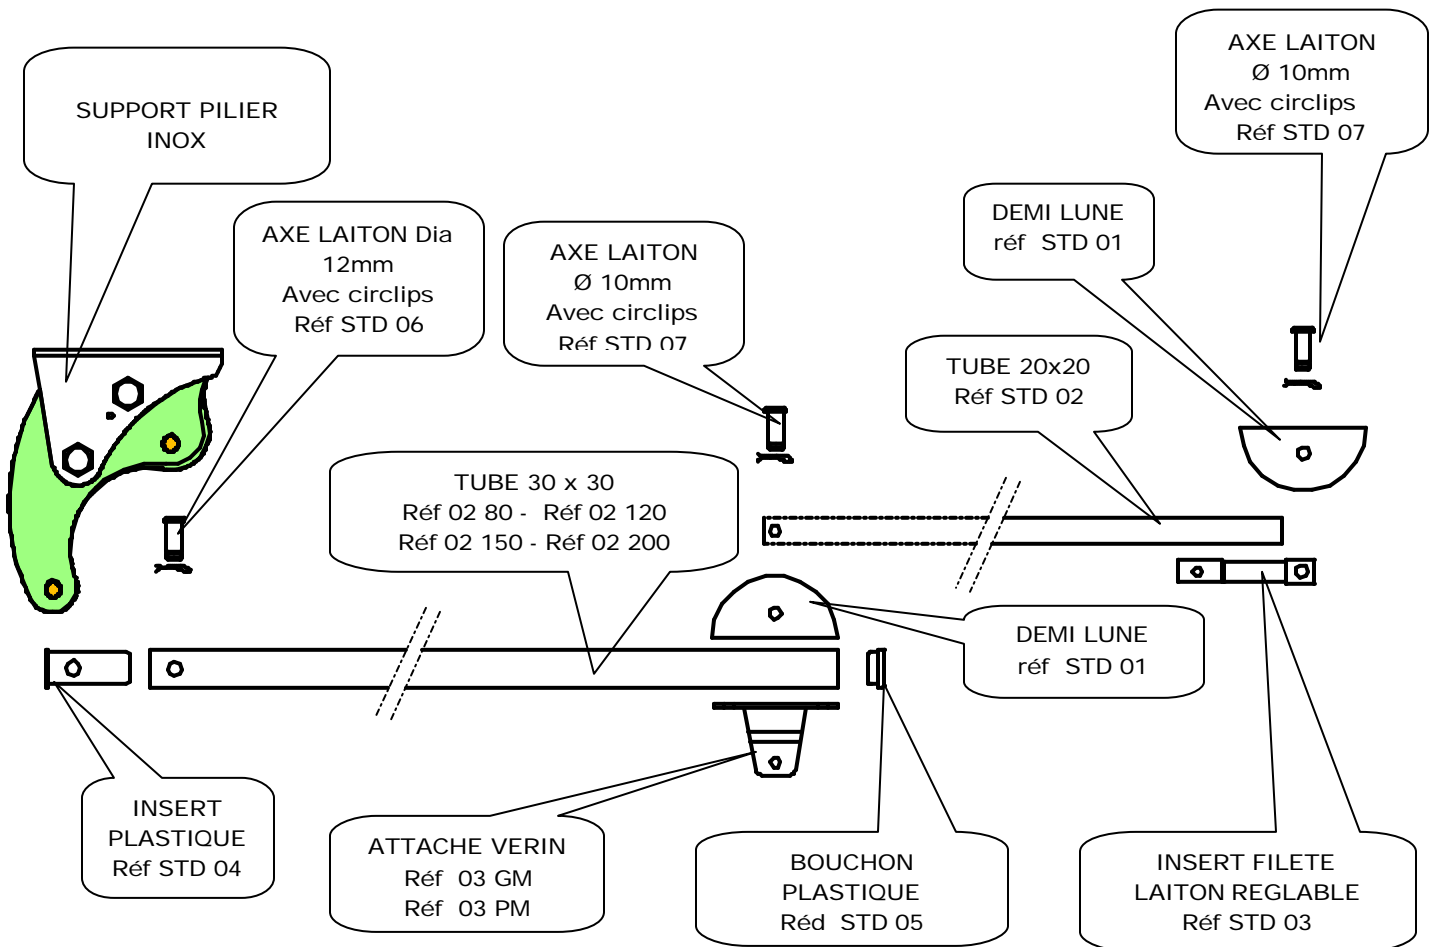 SUPPORT PILIER
INOX
AXE LAITON Dia
12mm
Avec circlips
Réf STD 06
AXE LAITON
Ø 10mm
Avec circlips
Réf STD 07
DEMI LUNE
réf STD 01
AXE LAITON
Ø 10mm
Avec circlips
Réf STD 07
TUBE 20x20
Réf STD 02
TUBE 30 x 30
Réf 02 80 - Réf 02 120
Réf 02 150 - Réf 02 200
DEMI LUNE
réf STD 01
INSERT
PLASTIQUE
Réf STD 04
ATTACHE VERIN
Réf 03 GM
Réf 03 PM
BOUCHON
PLASTIQUE
Réd STD 05
INSERT FILETE
LAITON REGLABLE
Réf STD 03